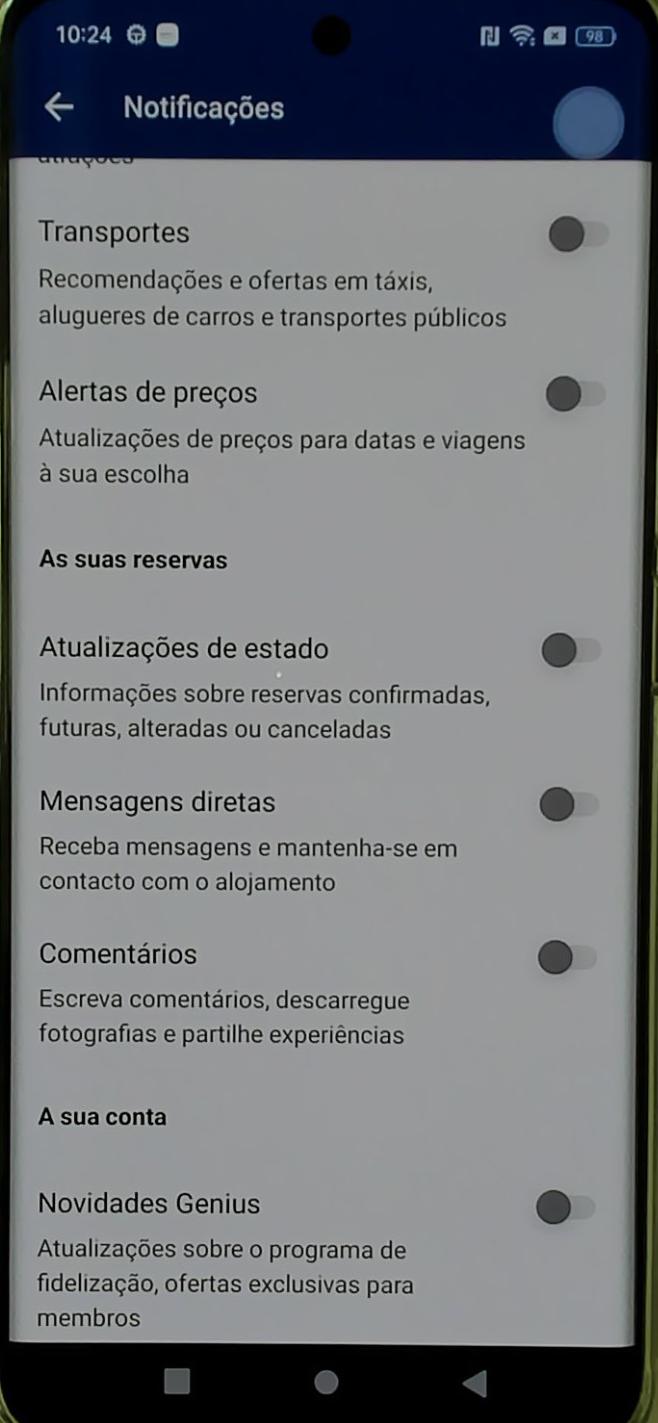 10:24
98
Notificações
Transportes
Recomendações e ofertas em táxis,
alugueres de carros e transportes públicos
Alertas de preços
Atualizações de preços para datas e viagens
à sua escolha
As suas reservas
Atualizações de estado
Informações sobre reservas confirmadas,
futuras, alteradas ou canceladas
Mensagens diretas
Receba mensagens e mantenha-se em
contacto com o alojamento
Comentários
Escreva comentários, descarregue
fotografias e partilhe experiências
A sua conta
Novidades Genius
Atualizações sobre o programa de
fidelização, ofertas exclusivas para
membros